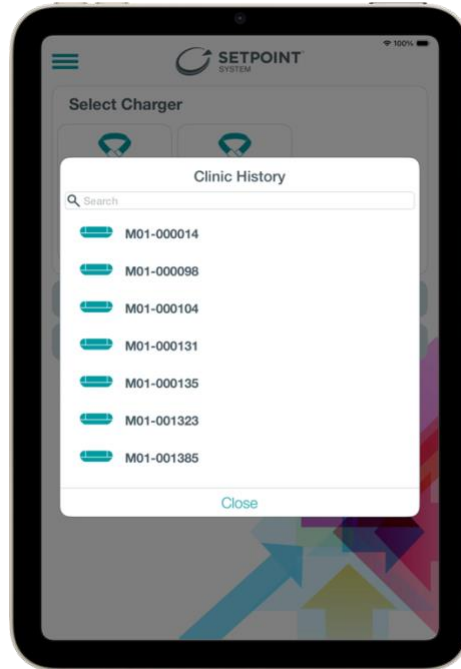 100%
SETPOINT
SYSTEM
Select Charger
Clinic History
Search
M01-000014
M01-000098
M01-000104
M01-000131
M01-000135
M01-001323
M01-001385
Close